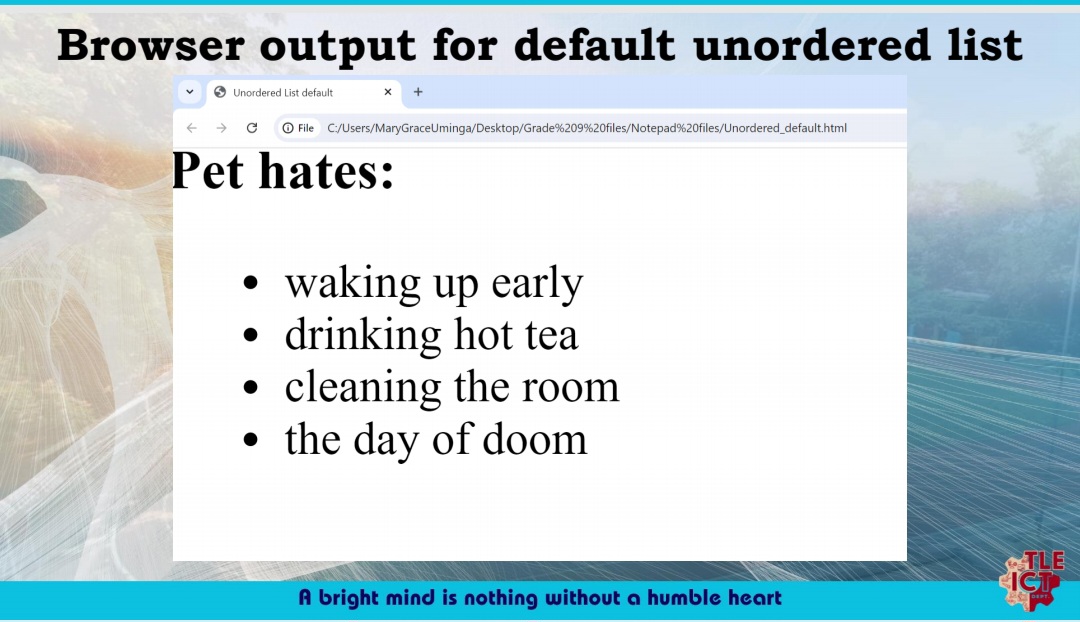 Browser output for default unordered list
Unordered List default
File C:/Users/MaryGraceUminga/Desktop/Grade%209%20files/Notepad%20files/Unordered_default.html
Pet hates:
• waking up early
• drinking hot tea
• cleaning the room
• the day of doom
TLE
ICT
DEPT.
A bright mind is nothing without a humble heart